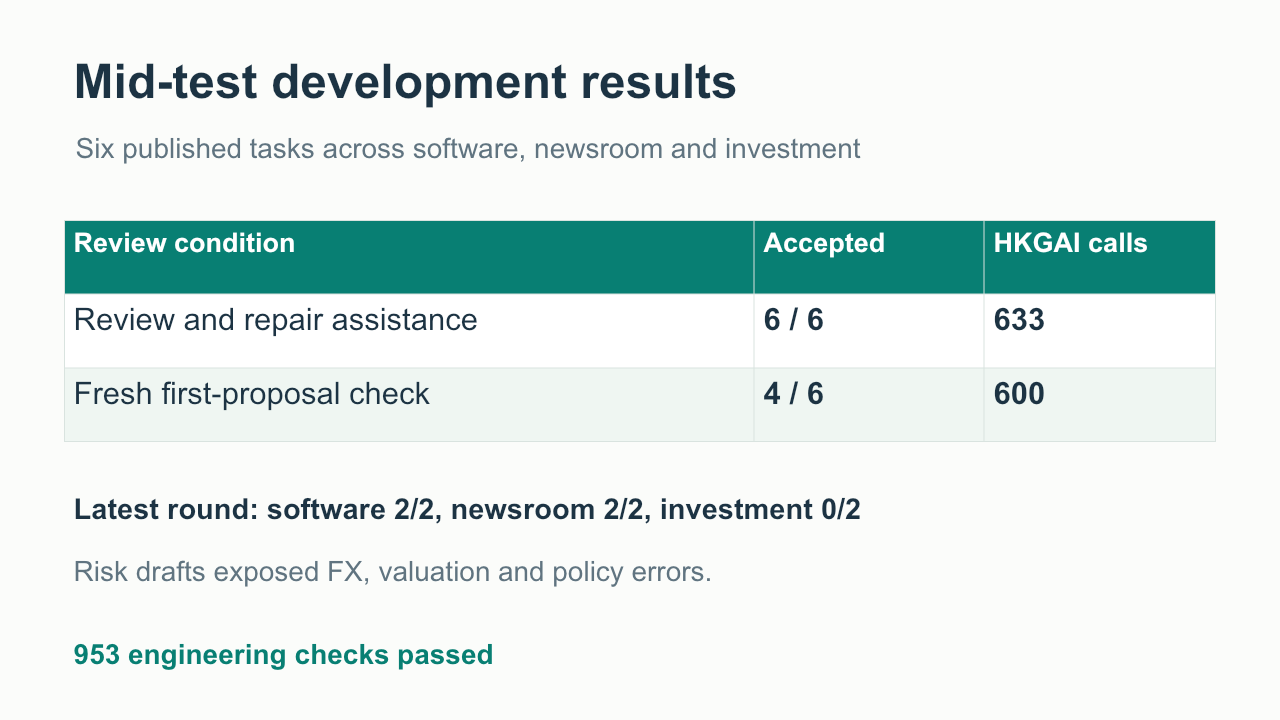 Mid-test development results
Six published tasks across software, newsroom and investment
Review condition Accepted HKGAI calls
Review and repair assistance 6 / 6 633
Fresh first-proposal check 4 / 6 600
Latest round: software 2/2, newsroom 2/2, investment 0/2
Risk drafts exposed FX, valuation and policy errors.
953 engineering checks passed